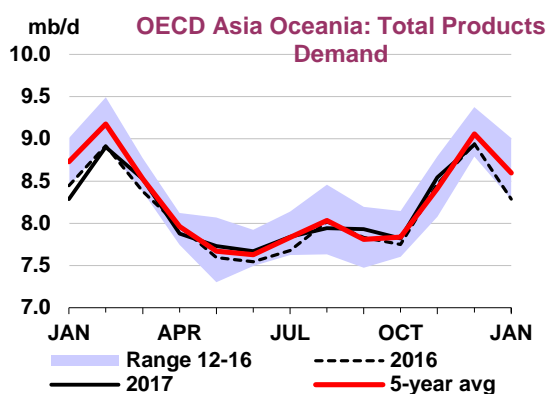 mb/d
OECD Asia Oceania: Total Products
Demand
10.0
9.5
9.0
8.5
8.0
7.5
7.0
JAN APR JUL OCT JAN
Range 12-16 2016
2017 5-year avg